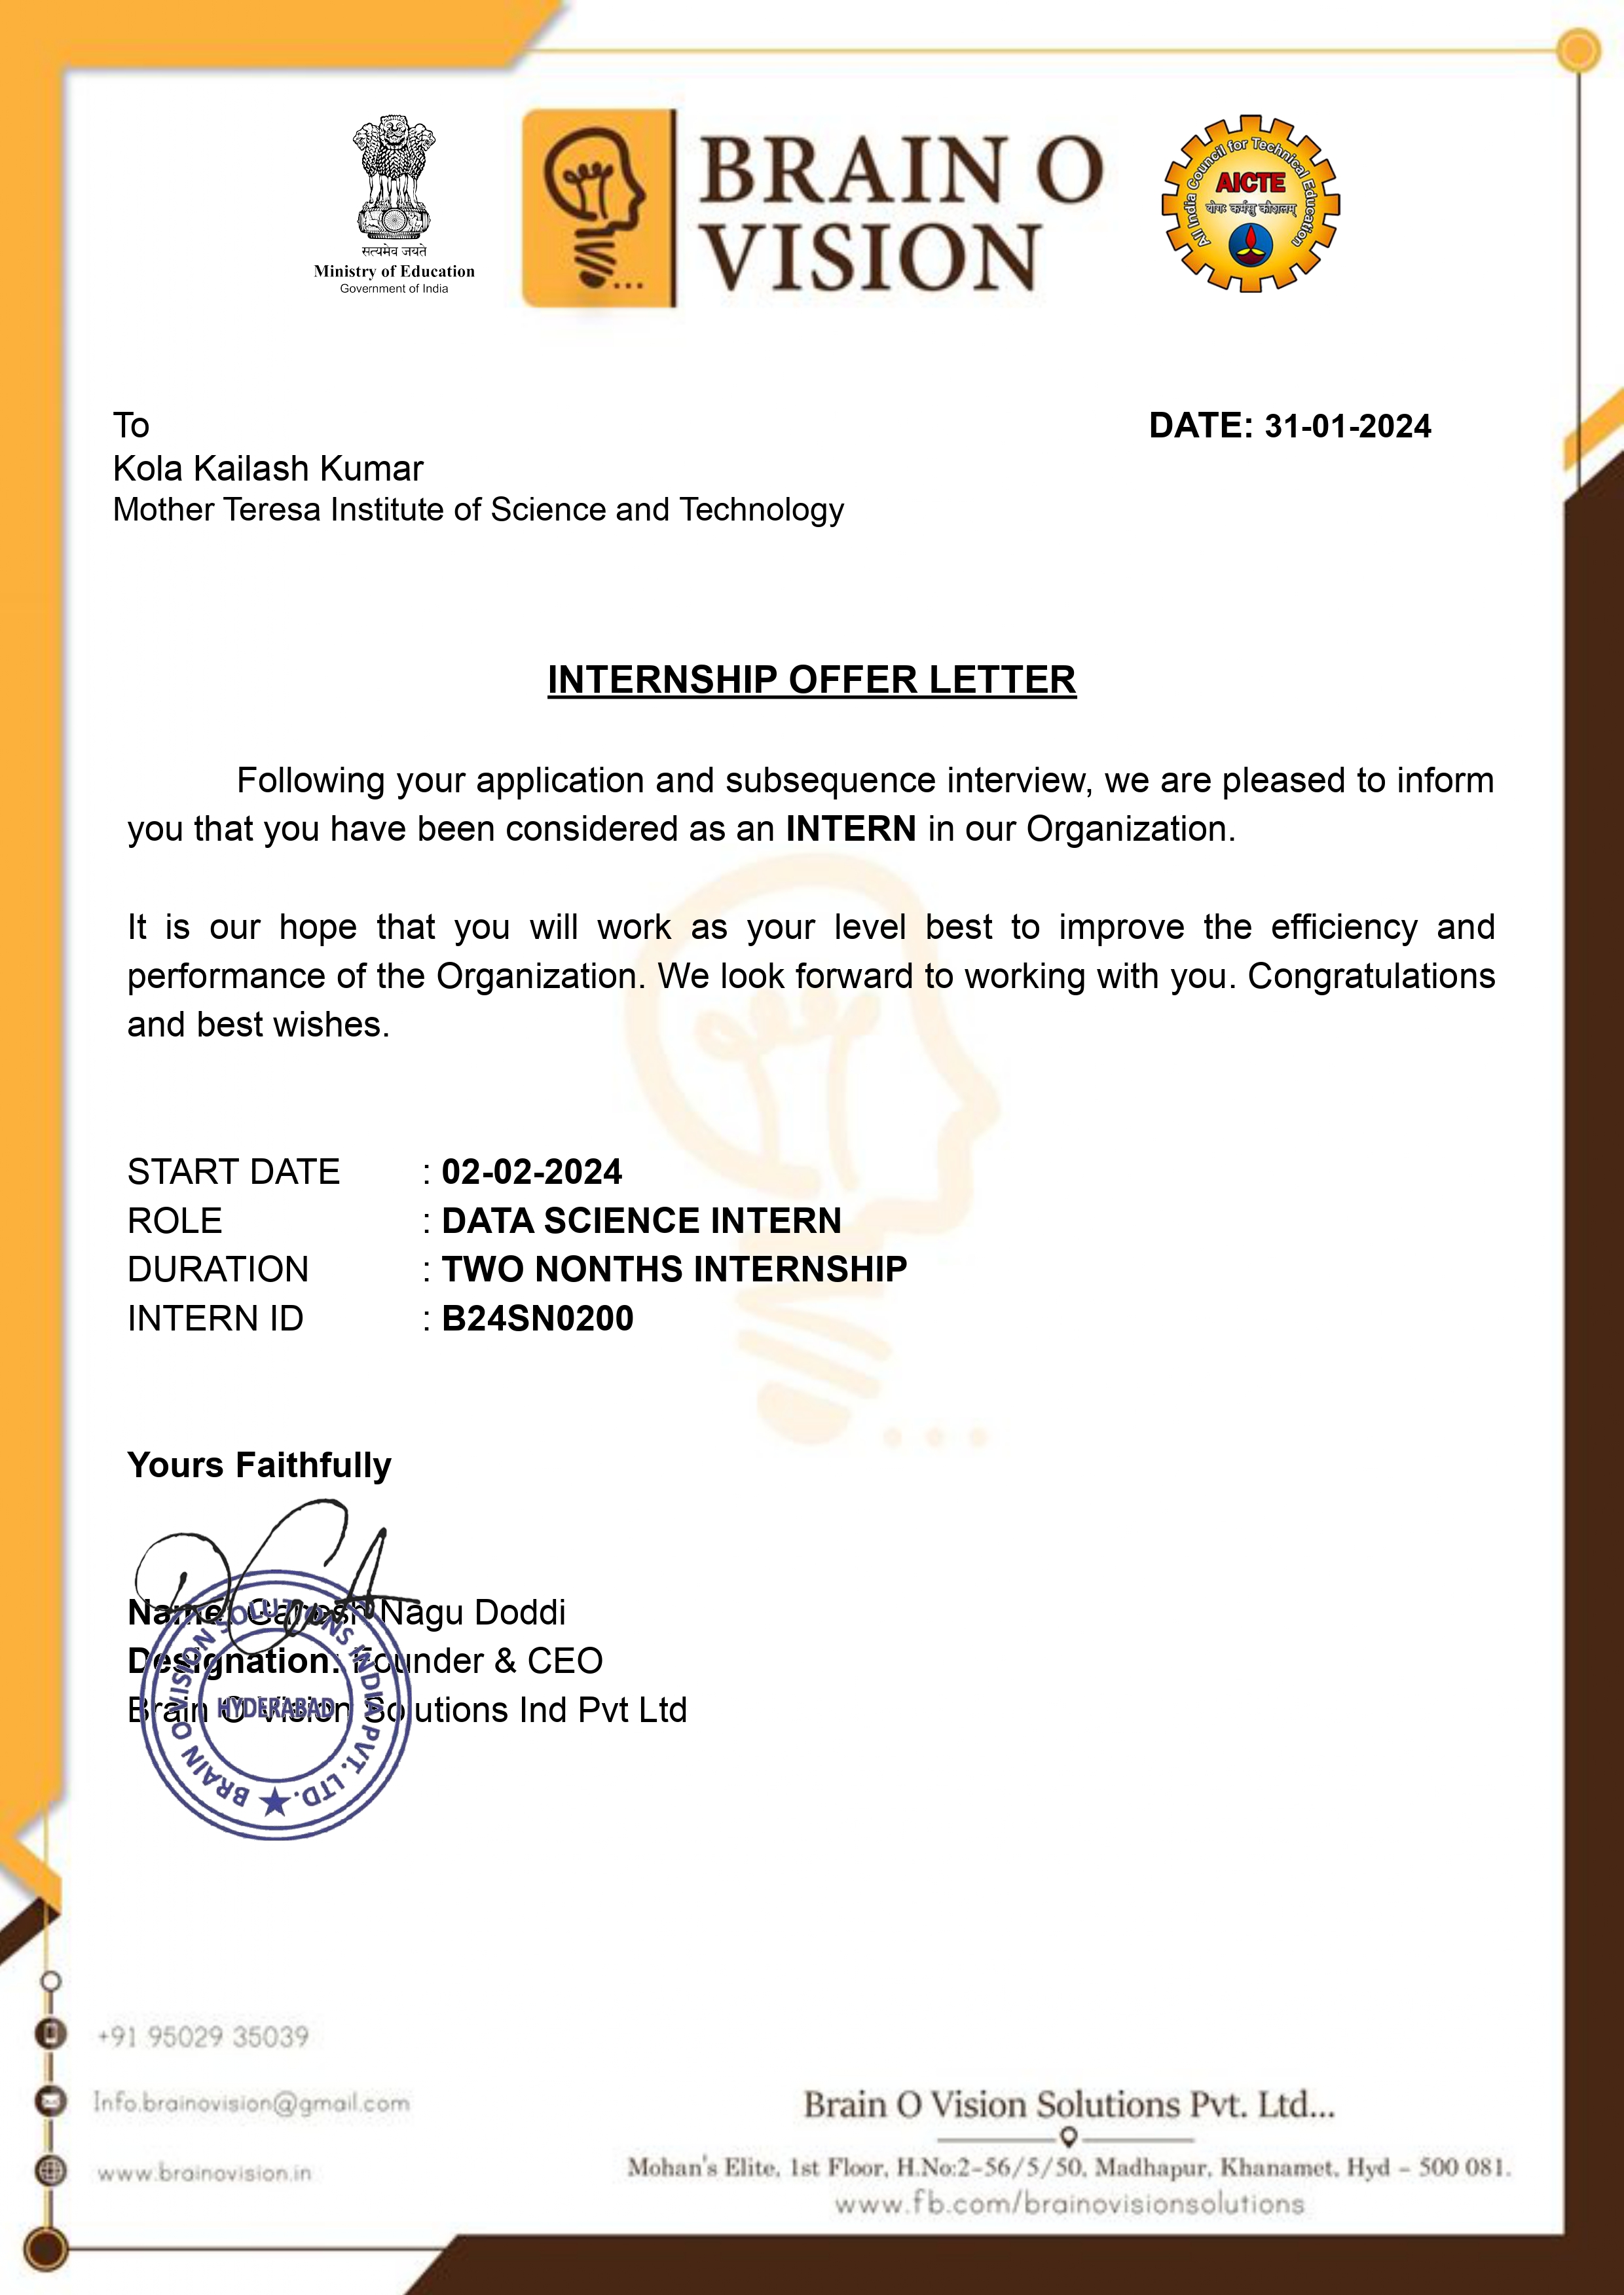 सत्यमेव जयते
Ministry of Education
Government of India
BRAIN O
VISION
All India Council for Technical Education
AICTE
योगः कर्मसु कौशलम्
To
Kola Kailash Kumar
Mother Teresa Institute of Science and Technology
DATE: 31-01-2024
INTERNSHIP OFFER LETTER
Following your application and subsequence interview, we are pleased to inform
you that you have been considered as an INTERN in our Organization.
It is our hope that you will work as your level best to improve the efficiency and
performance of the Organization. We look forward to working with you. Congratulations
and best wishes.
START DATE : 02-02-2024
ROLE : DATA SCIENCE INTERN
DURATION : TWO NONTHS INTERNSHIP
INTERN ID : B24SN0200
Yours Faithfully
Name: Ganesh Nagu Doddi
Designation: Founder & CEO
Brain O Vision Solutions Ind Pvt Ltd
BRAIN O VISION SOLUTIONS INDIA PVT. LTD.
HYDERABAD
+91 95029 35039
Info.brainovision@gmail.com
www.brainovision.in
Brain O Vision Solutions Pvt. Ltd...
Mohan's Elite, 1st Floor, H.No:2-56/5/50, Madhapur, Khanamet, Hyd - 500 081.
www.fb.com/brainovisionsolutions